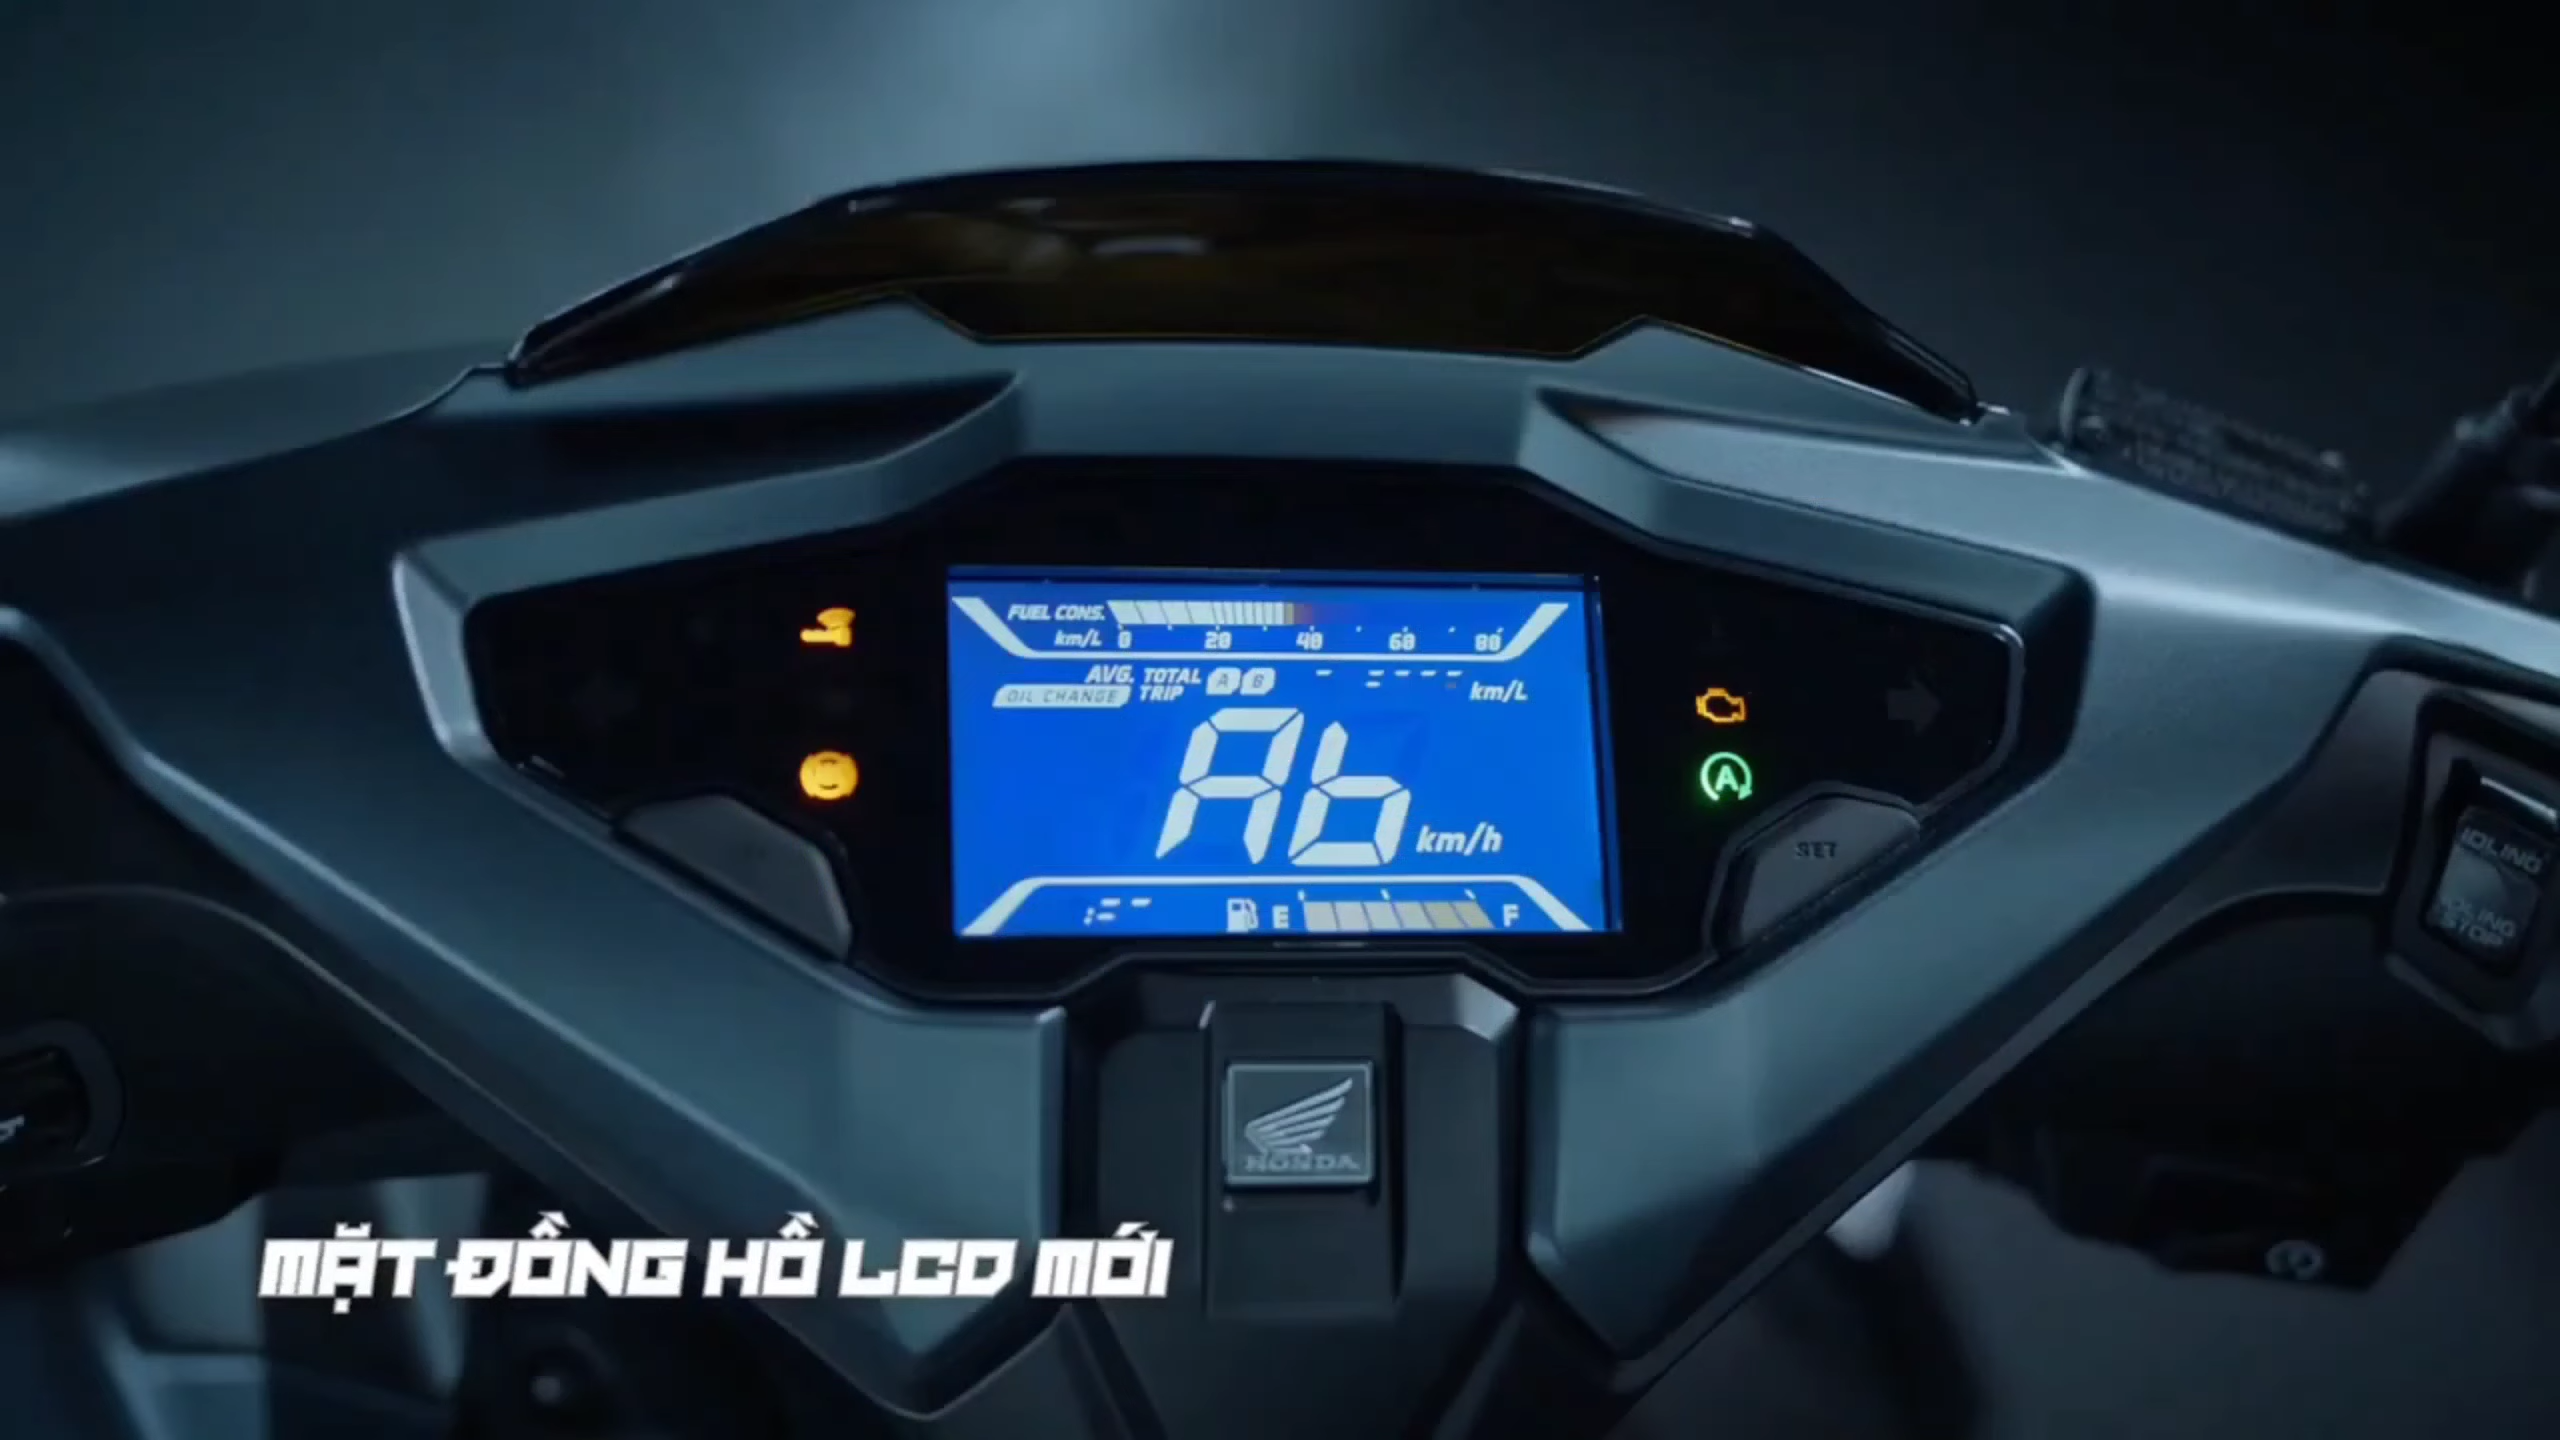 FUEL CONS.
km/L 0 20 40 60 80
AVG. TOTAL A B
OIL CHANGE TRIP km/L
Ab km/h
A
SET
E F
IDLING
IDLING STOP
HONDA
MẶT ĐỒNG HỒ LCD MỚI